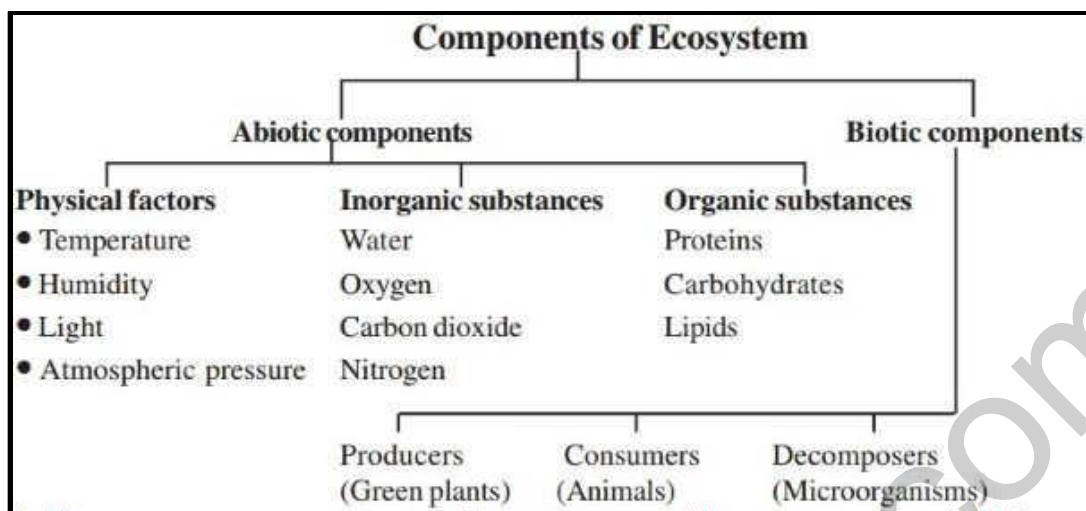 Components of Ecosystem
Abiotic components Biotic components
Physical factors Inorganic substances Organic substances
• Temperature Water Proteins
• Humidity Oxygen Carbohydrates
• Light Carbon dioxide Lipids
• Atmospheric pressure Nitrogen
Producers Consumers Decomposers
(Green plants) (Animals) (Microorganisms)
com